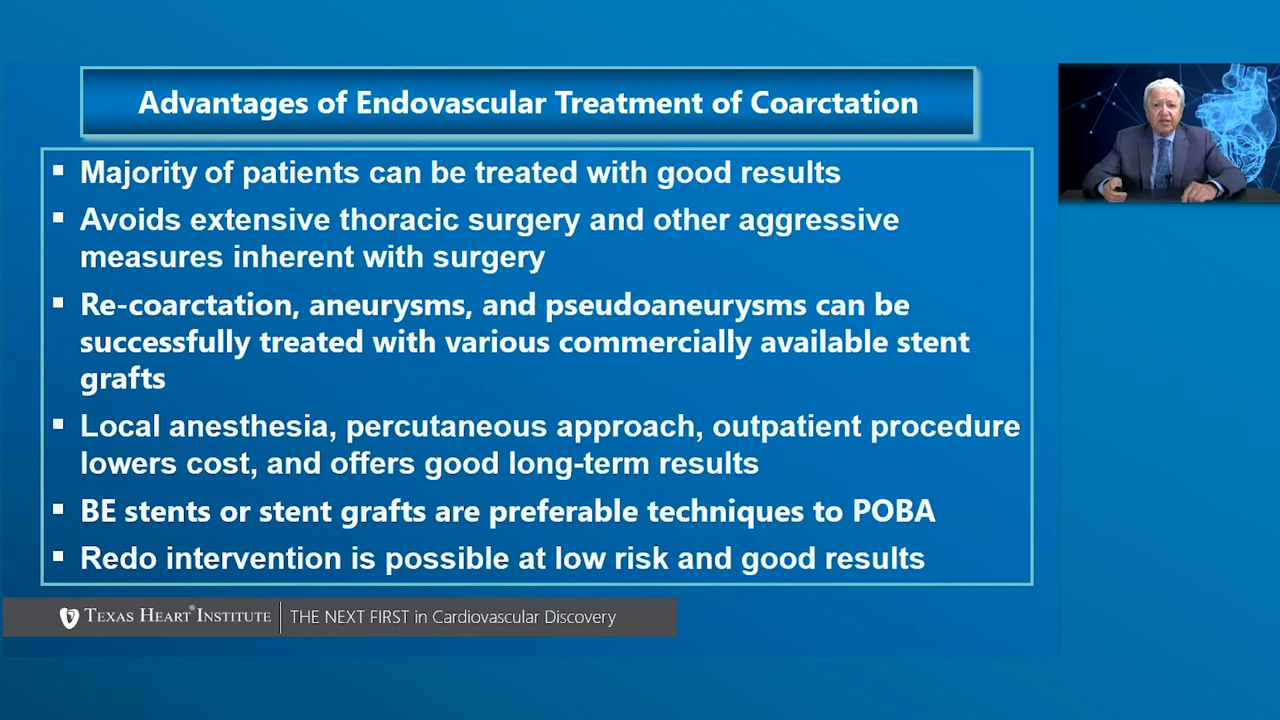 Advantages of Endovascular Treatment of Coarctation
▪ Majority of patients can be treated with good results
▪ Avoids extensive thoracic surgery and other aggressive
measures inherent with surgery
▪ Re-coarctation, aneurysms, and pseudoaneurysms can be
successfully treated with various commercially available stent
grafts
▪ Local anesthesia, percutaneous approach, outpatient procedure
lowers cost, and offers good long-term results
▪ BE stents or stent grafts are preferable techniques to POBA
▪ Redo intervention is possible at low risk and good results
TEXAS HEART® INSTITUTE | THE NEXT FIRST in Cardiovascular Discovery